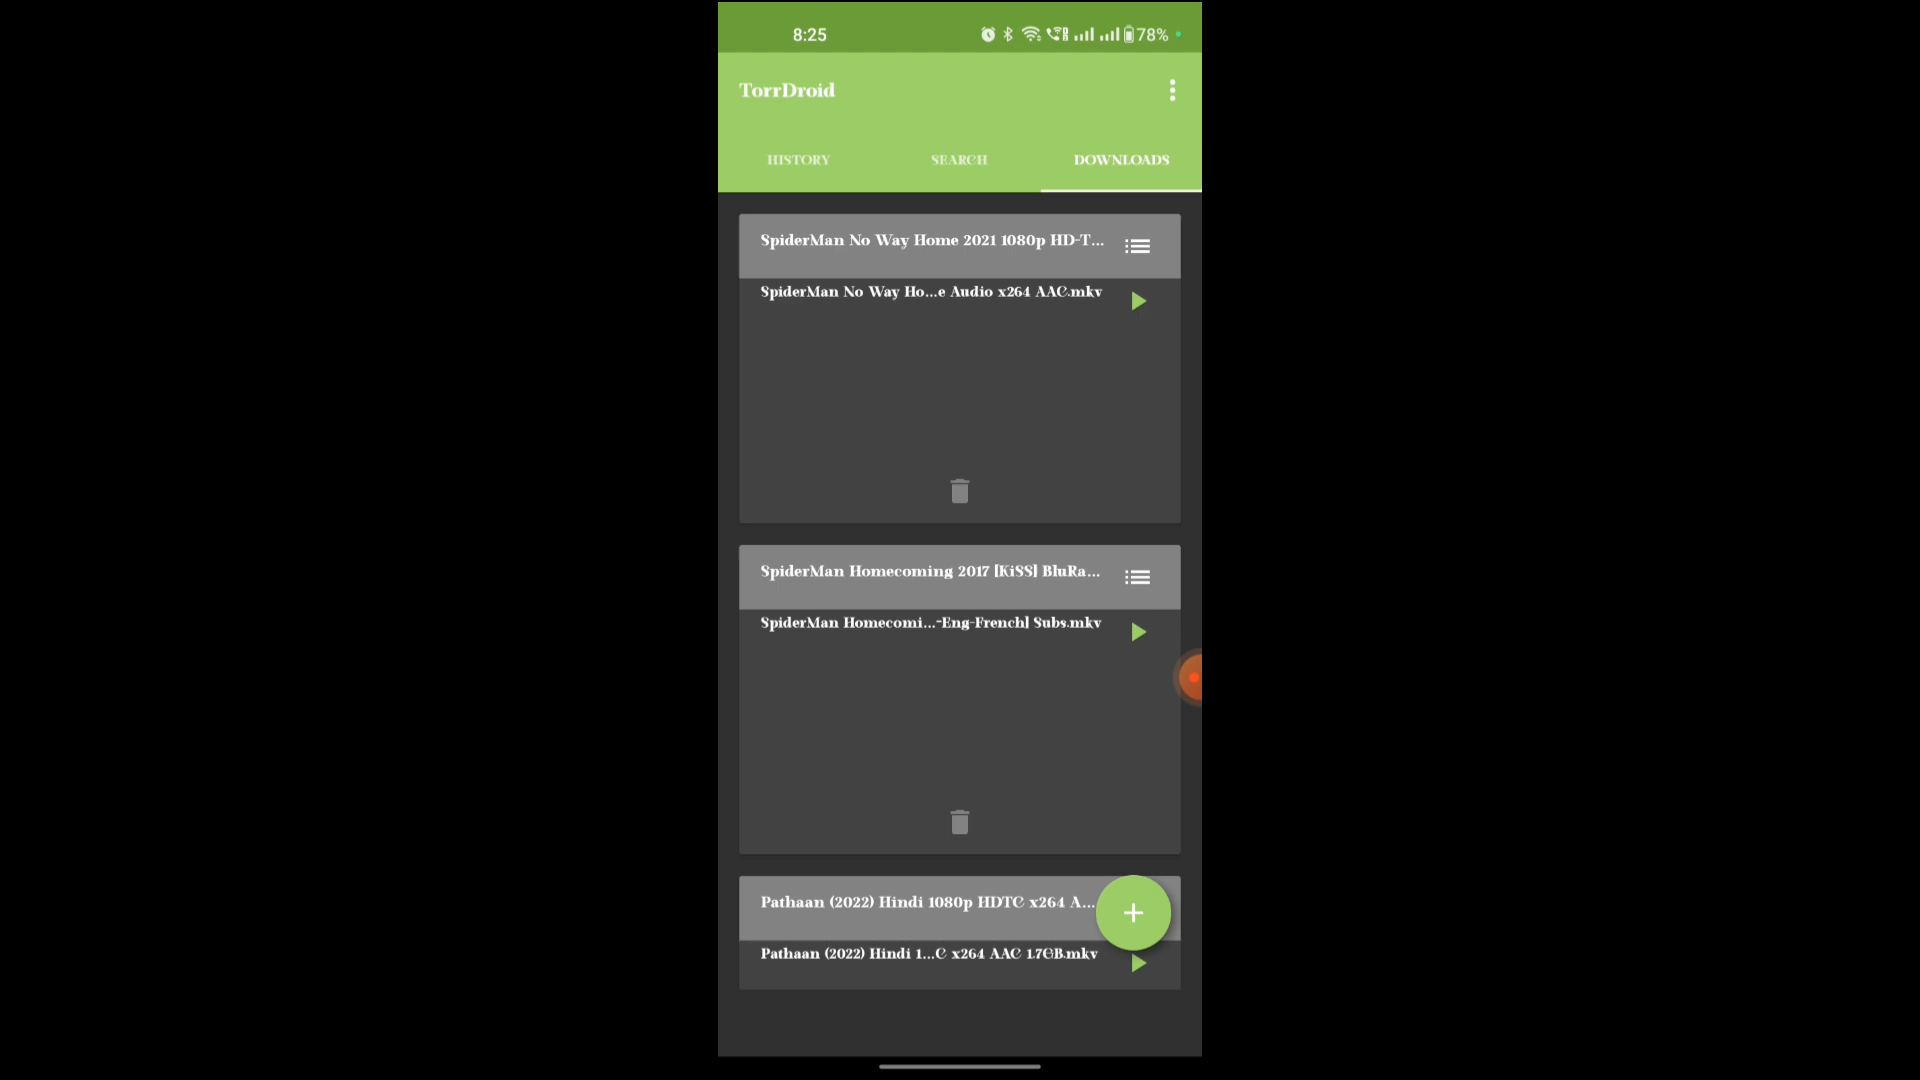 8:25
78%
TorrDroid
HISTORY
SEARCH
DOWNLOADS
SpiderMan No Way Home 2021 1080p HD-T...
SpiderMan No Way Ho...e Audio x264 AAC.mkv
SpiderMan Homecoming 2017 [KiSS] BluRa...
SpiderMan Homecomi...-Eng-French] Subs.mkv
Pathaan (2022) Hindi 1080p HDTC x264 A...
Pathaan (2022) Hindi 1...C x264 AAC 1.7GB.mkv